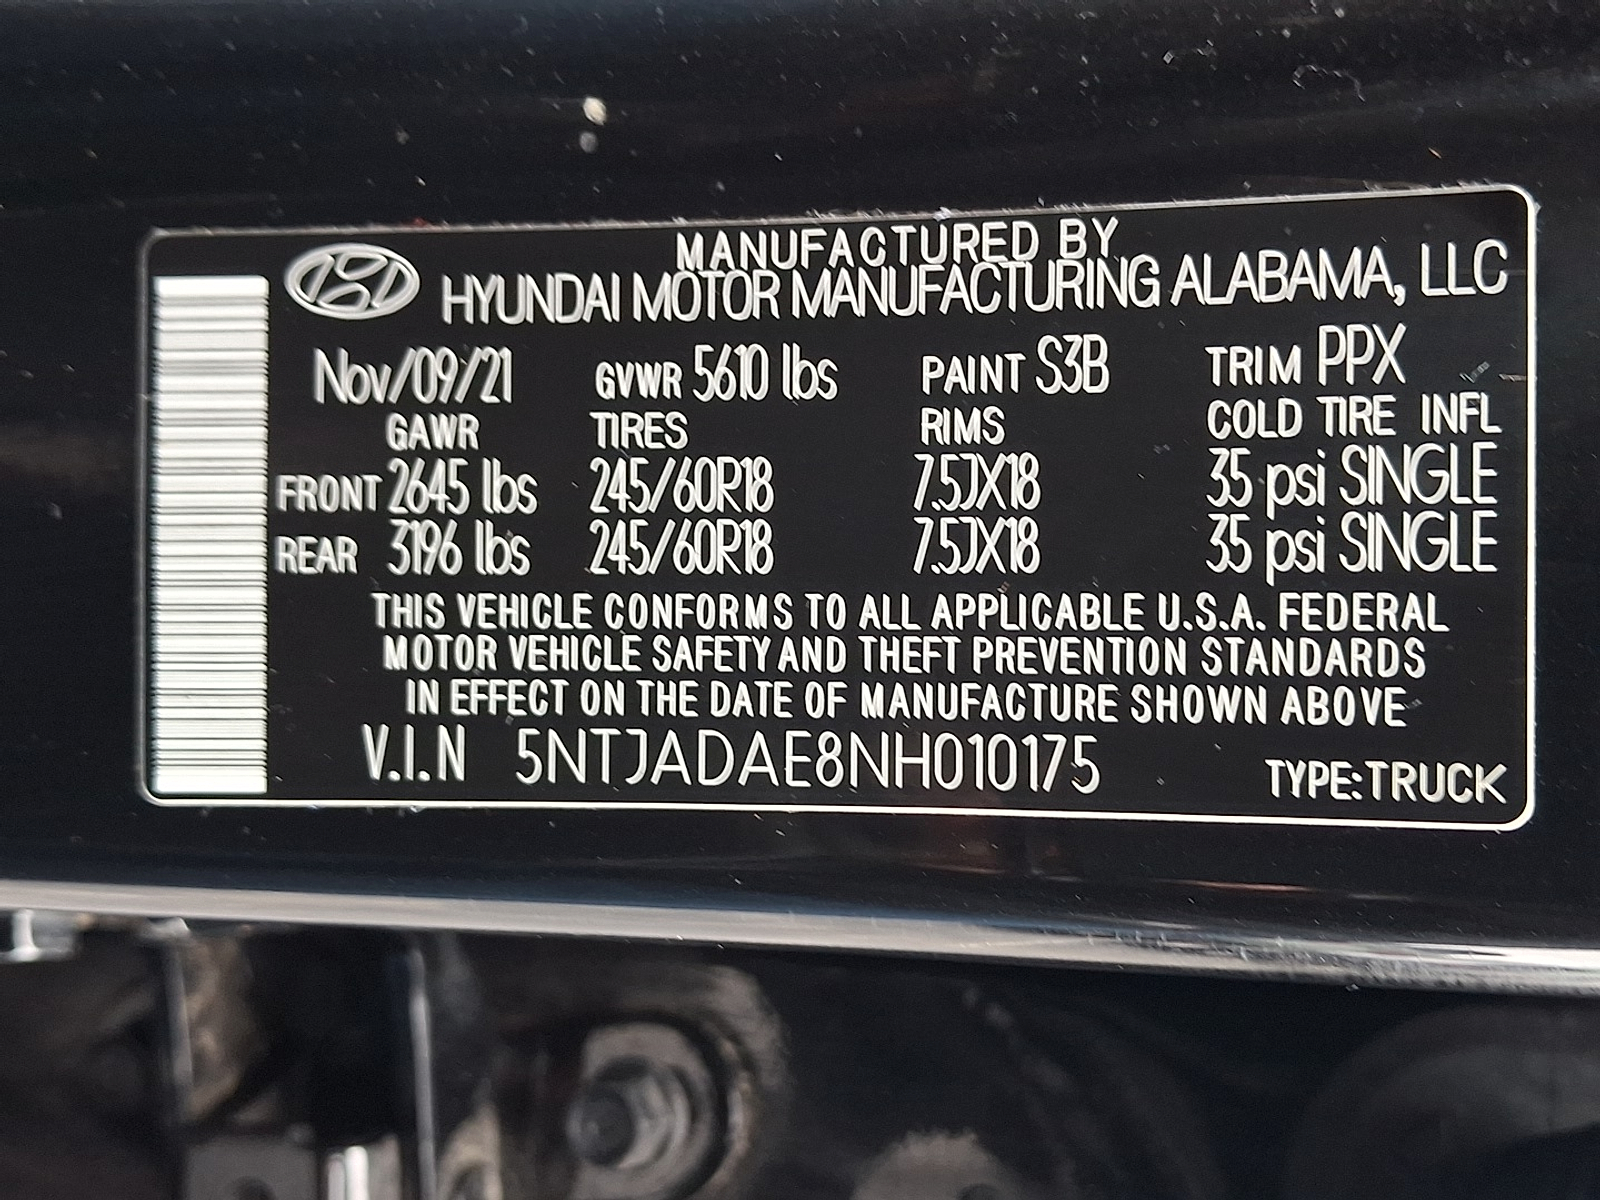 MANUFACTURED BY
HYUNDAI MOTOR MANUFACTURING ALABAMA, LLC
Nov/09/21 GVWR 5610 lbs PAINT S3B TRIM PPX
GAWR TIRES RIMS COLD TIRE INFL
FRONT 2645 lbs 245/60R18 7.5JX18 35 psi SINGLE
REAR 3196 lbs 245/60R18 7.5JX18 35 psi SINGLE
THIS VEHICLE CONFORMS TO ALL APPLICABLE U.S.A. FEDERAL
MOTOR VEHICLE SAFETY AND THEFT PREVENTION STANDARDS
IN EFFECT ON THE DATE OF MANUFACTURE SHOWN ABOVE
V.I.N 5NTJADAE8NH010175 TYPE:TRUCK